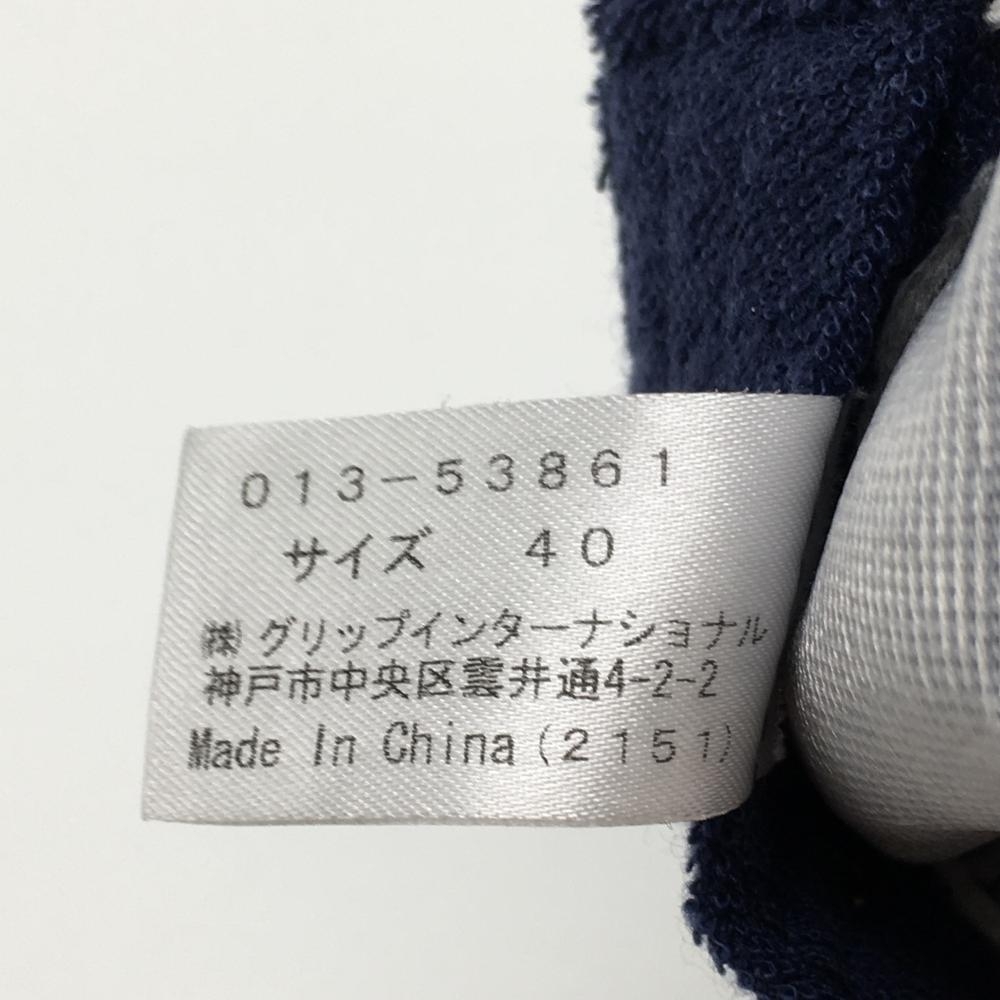 013-53861
サイズ 40
㈱グリップインターナショナル
神戸市中央区雲井通4-2-2
Made In China(2151)